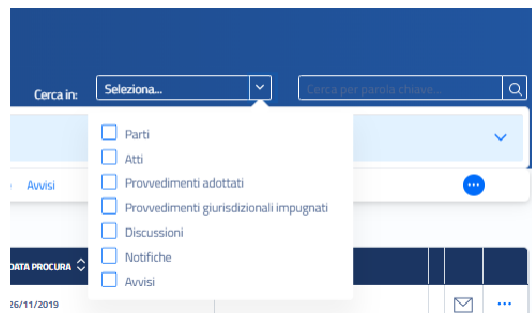 Cerca in:
Seleziona...
Cerca per parola chiave...
Parti
Atti
Provvedimenti adottati
Avvisi
Provvedimenti giurisdizionali impugnati
Discussioni
Notifiche
DATA PROCURA
Avvisi
26/11/2019